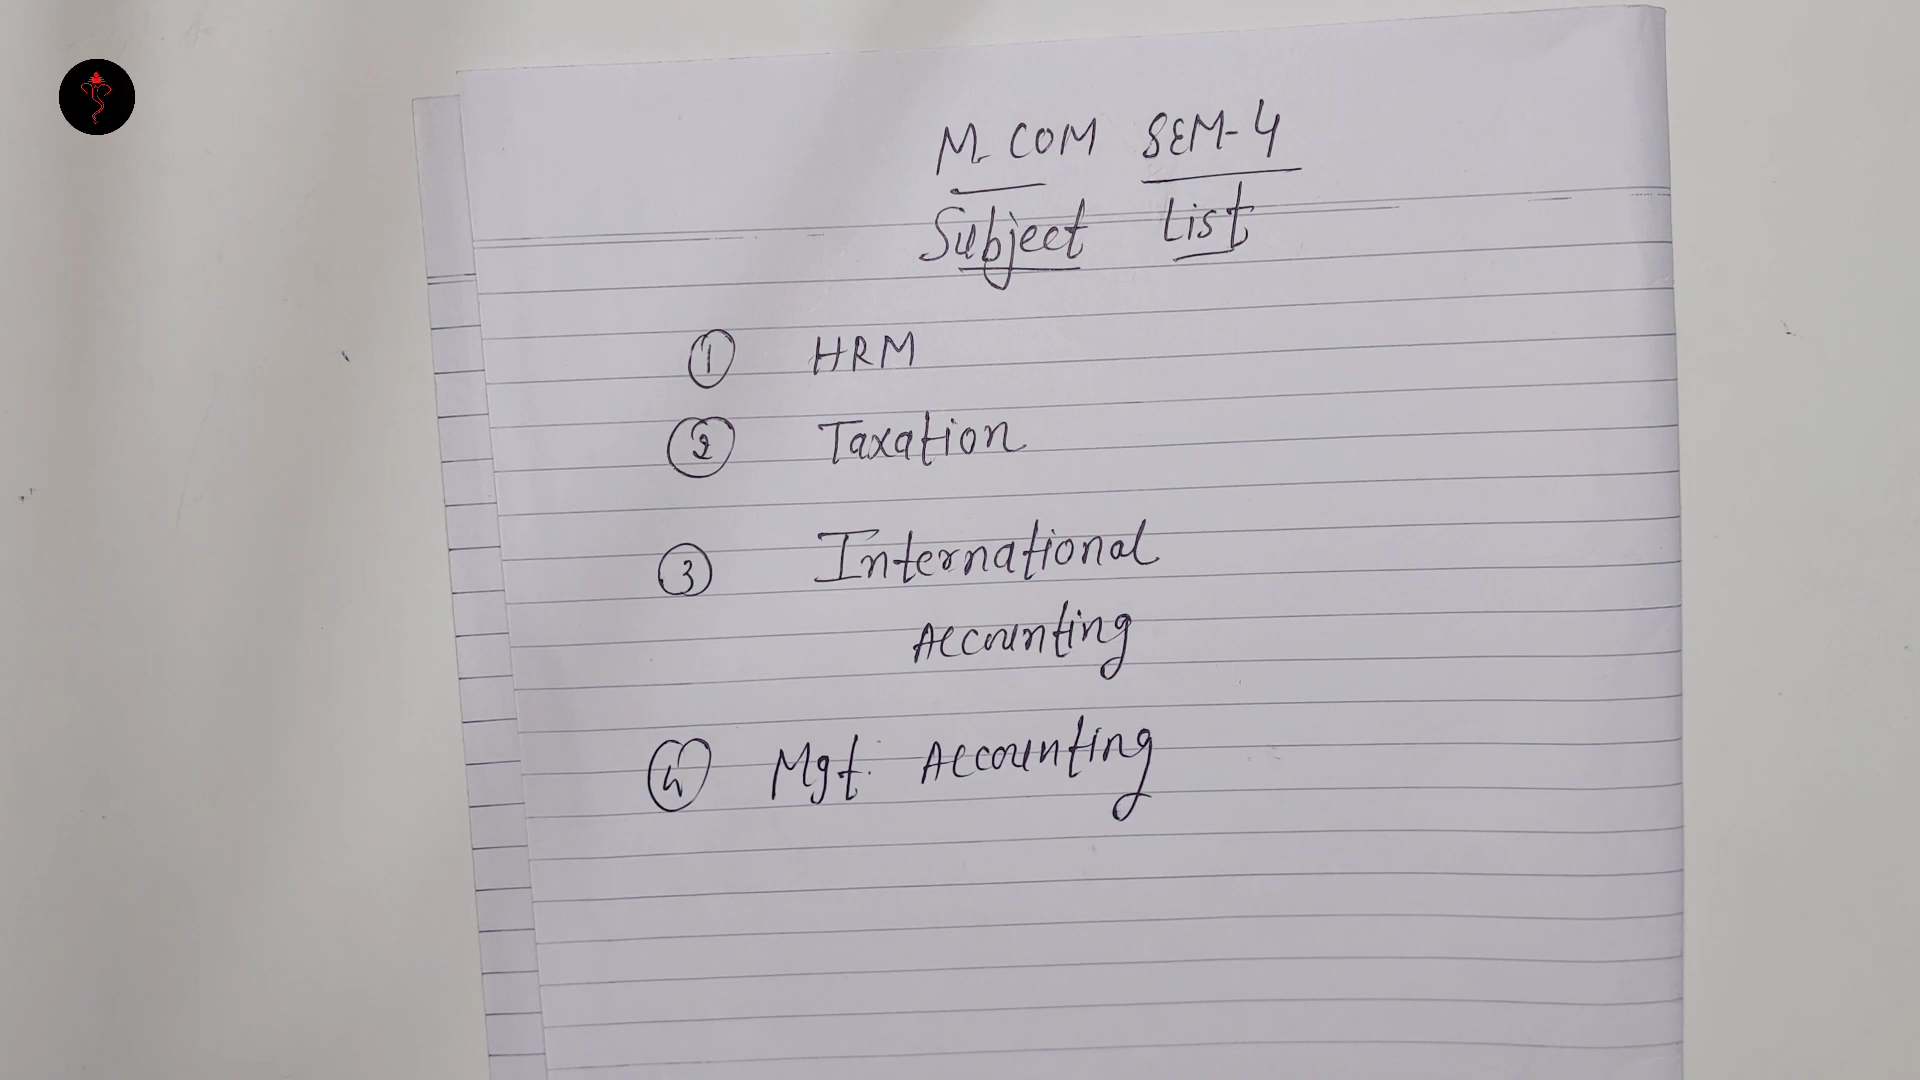 M. COM SEM-4
Subject List
① HRM
② Taxation
③ International
Accounting
④ Mgt. Accounting